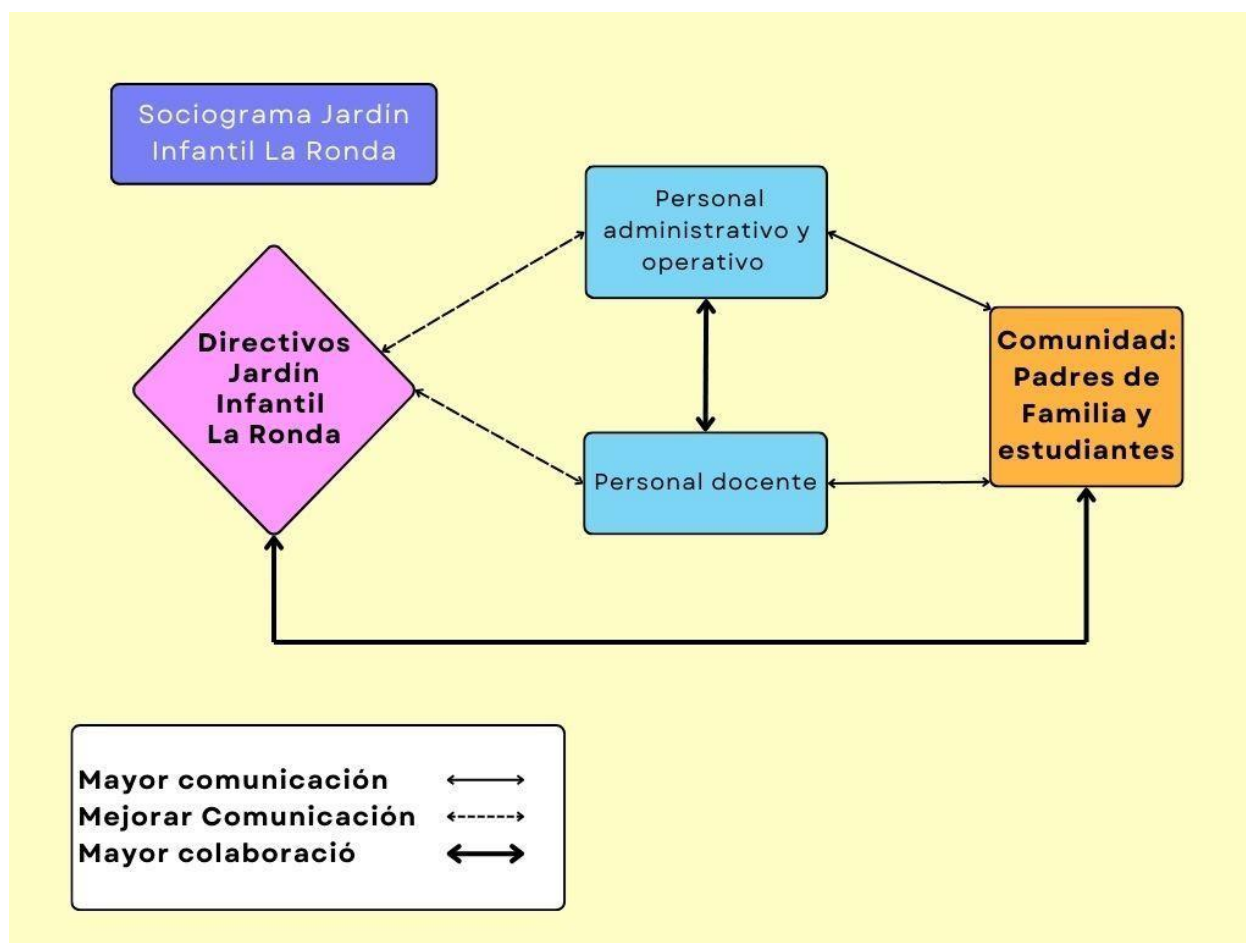 Sociograma Jardín
Infantil La Ronda
Personal
administrativo y
operativo
Directivos
Jardín
Infantil
La Ronda
Comunidad:
Padres de
Familia y
estudiantes
Personal docente
Mayor comunicación
Mejorar Comunicación
Mayor colaboració